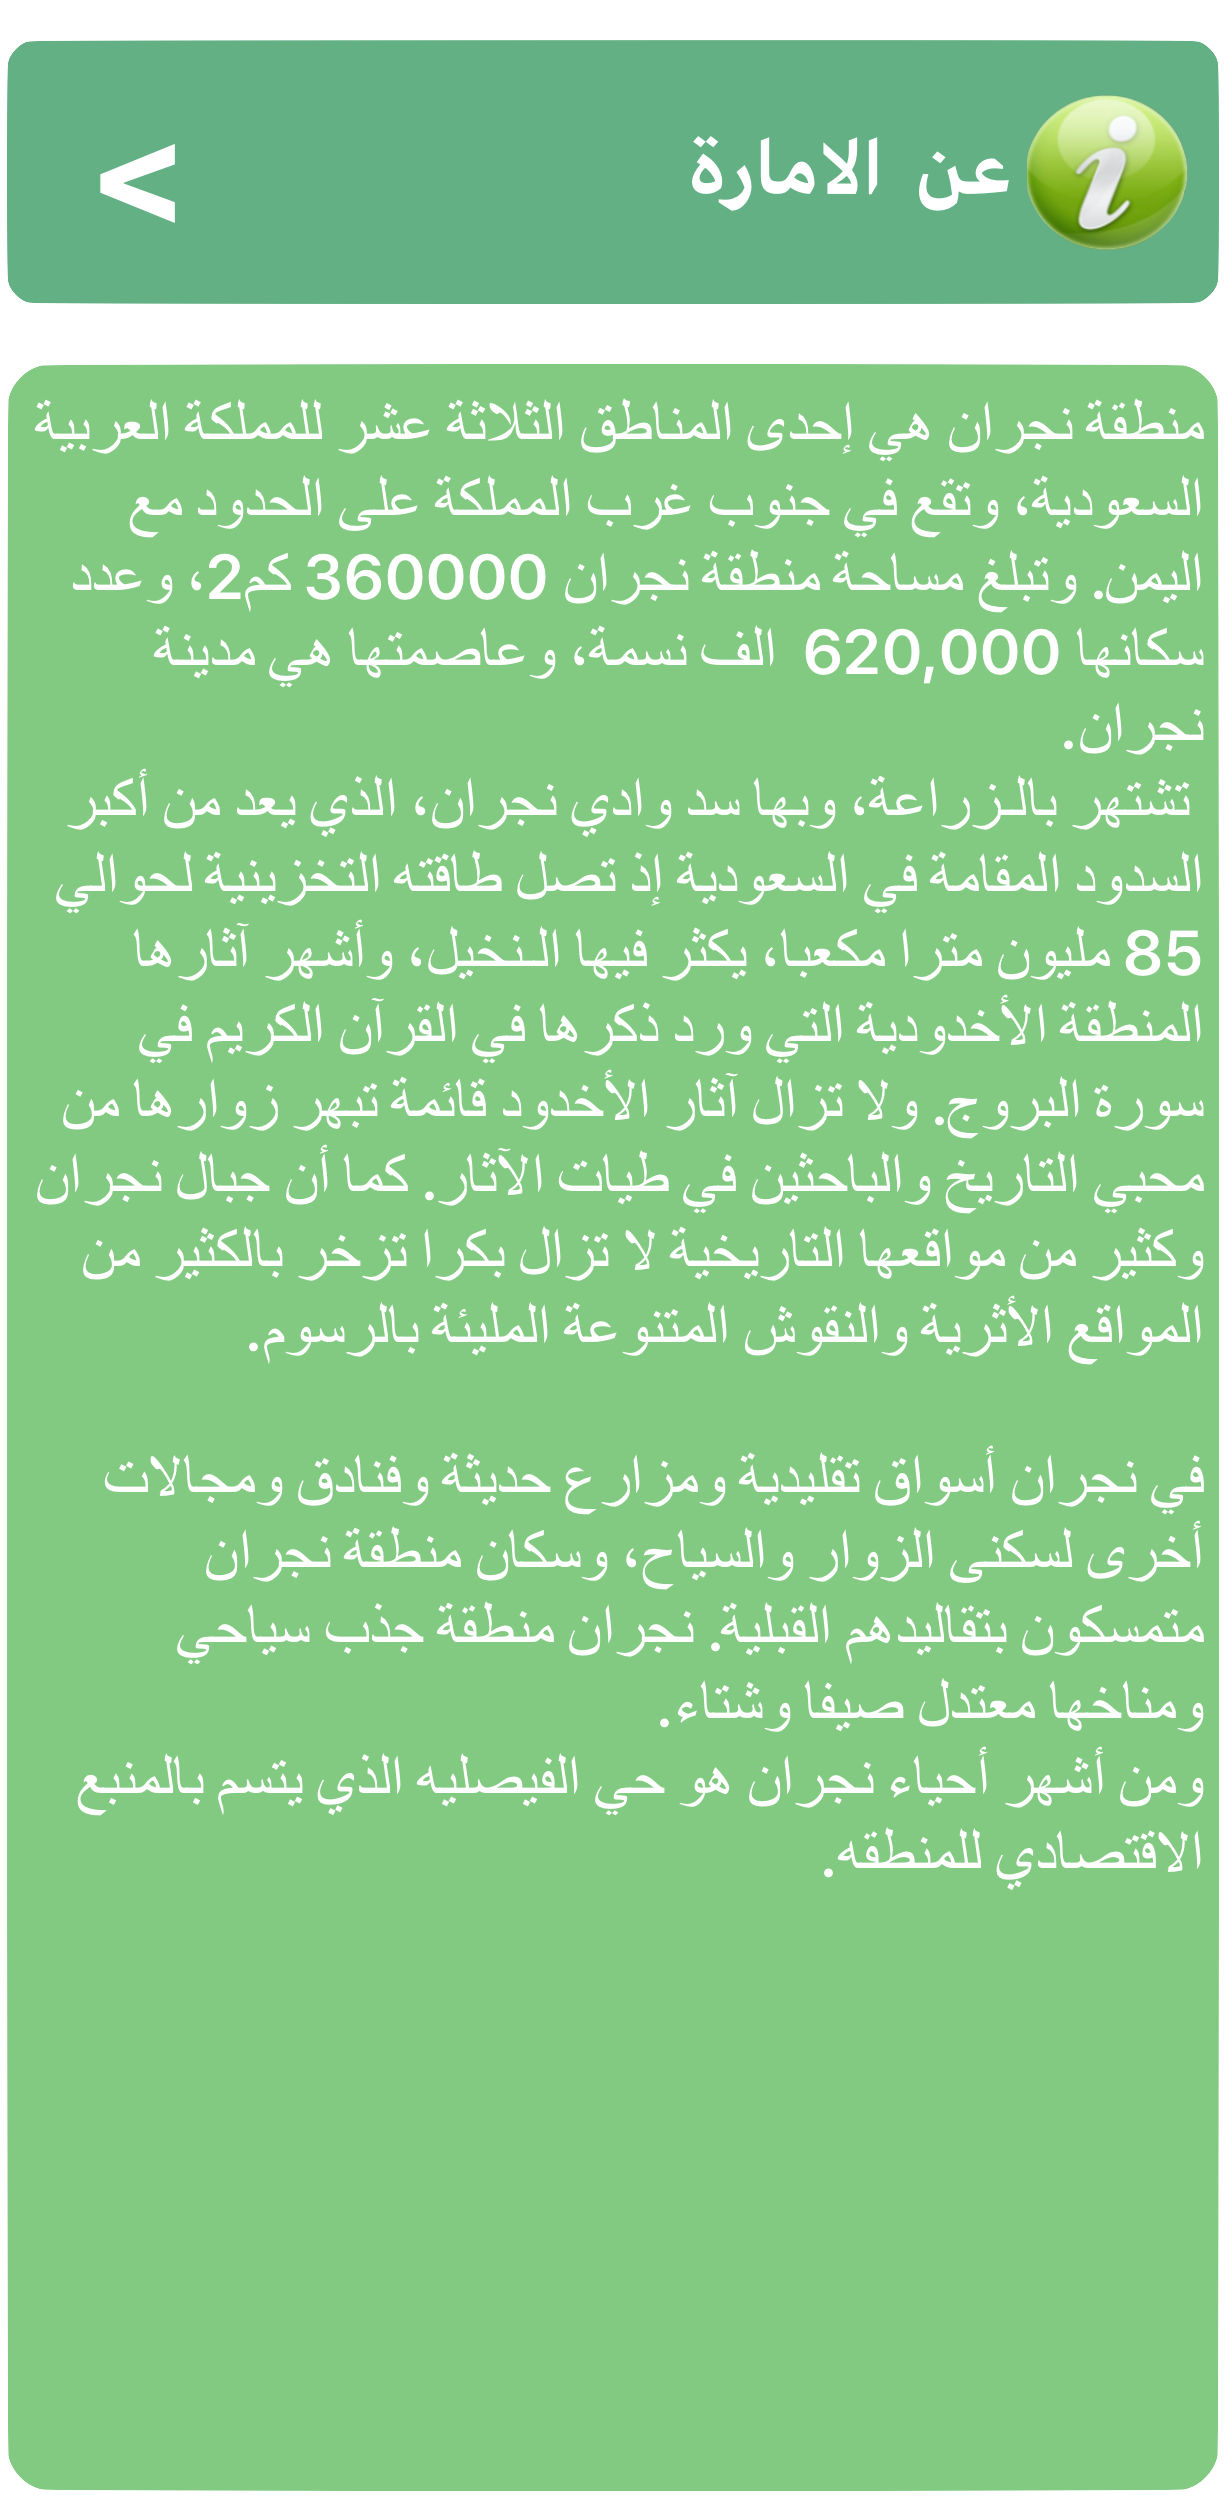 عن الامارة
<
منطقة نجران هي إحدى المناطق الثلاثة عشر للمملكة العربية
السعودية، وتقع في جنوب غرب المملكة على الحدود مع
اليمن. وتبلغ مساحة منطقة نجران 360000 كم2، وعدد
سكانها 620,000 الف نسمة، وعاصمتها هي مدينة
نجران.
تشتهر بالزراعة، وبها سد وادي نجران، الذي يعد من أكبر
السدود المقامة في السعودية إذ تصل طاقته التخزينية لحوالي
85 مليون مترا مكعبا، يكثر فيها النخل، وأشهر آثارها
المنطقة الأخدودية التي ورد ذكرها في القرآن الكريم في
سورة البروج. ولا تزال آثار الأخدود قائمة تبهر زوارها من
محبي التاريخ والباحثين في مجالات الآثار. كما أن جبال نجران
وكثير من مواقعها التاريخية لا تزال بكرا تزخر بالكثير من
المواقع الأثرية والنقوش المتنوعة المليئة بالرسوم.
في نجران أسواق تقليدية ومزارع حديثة وفنادق ومجالات
أخرى لسكنى الزوار والسياح، وسكان منطقة نجران
متمسكون بتقاليدهم القبلية. نجران منطقة جذب سياحي
ومناخها معتدل صيفا وشتاء.
ومن أشهر أحياء نجران هو حي الفيصليه الذي يتسم بالمنبع
الاقتصادي للمنطقه.